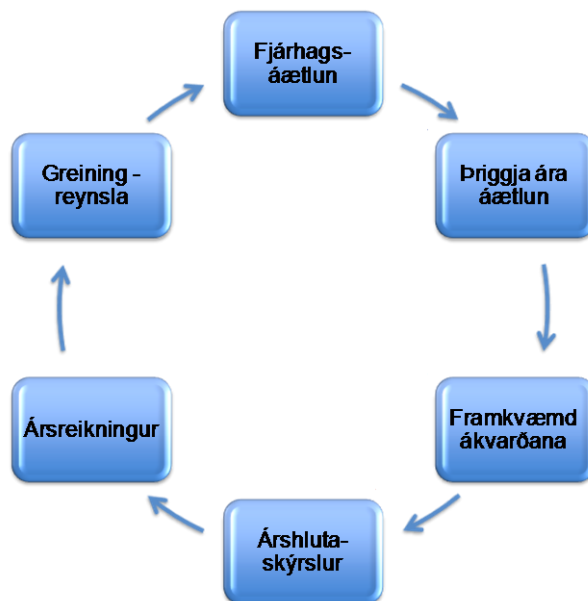 Fjárhags-
áætlun
Þriggja ára
áætlun
Framkvæmd
ákvarðana
Árshluta-
skýrslur
Ársreikningur
Greining -
reynsla